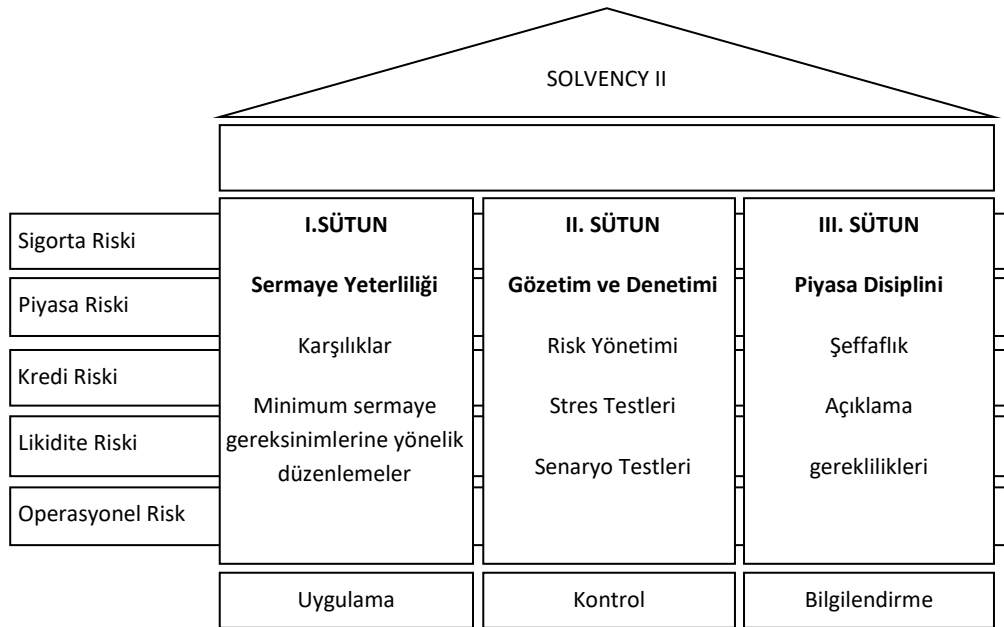 SOLVENCY II
Sigorta Riski
Piyasa Riski
Kredi Riski
Likidite Riski
Operasyonel Risk
I.SÜTUN
Sermaye Yeterliliği
Karşılıklar
Minimum sermaye
gereksinimlerine yönelik
düzenlemeler
Uygulama
II. SÜTUN
Gözetim ve Denetimi
Risk Yönetimi
Stres Testleri
Senaryo Testleri
Kontrol
III. SÜTUN
Piyasa Disiplini
Şeffaflık
Açıklama
gereklilikleri
Bilgilendirme